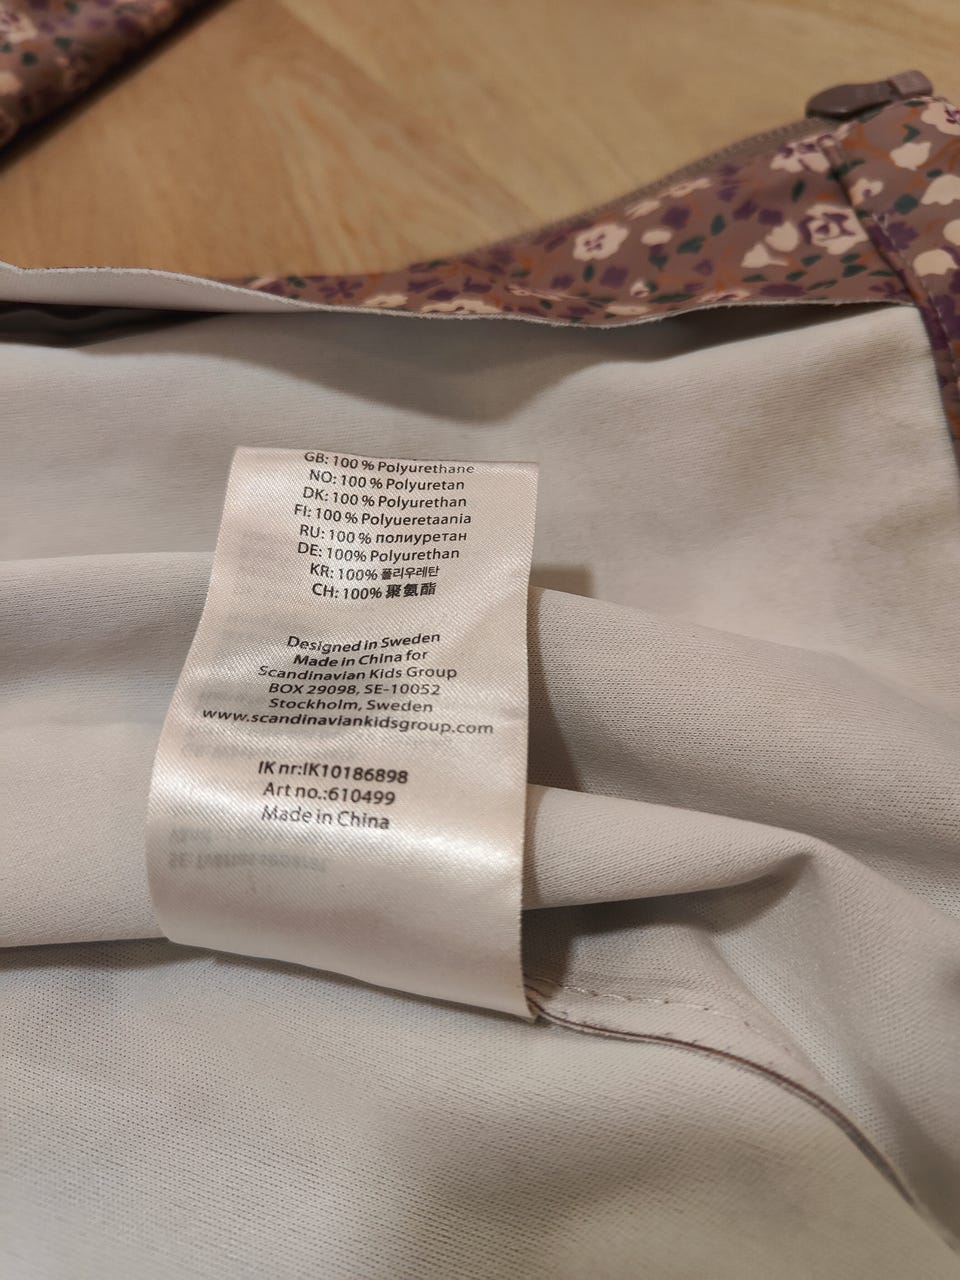 GB: 100 % Polyurethane
NO: 100 % Polyuretan
DK: 100 % Polyurethan
FI: 100 % Polyueretaania
RU: 100 % полиуретан
DE: 100% Polyurethan
KR: 100% 폴리우레탄
CH: 100% 聚氨酯
Designed in Sweden
Made in China for
Scandinavian Kids Group
BOX 29098, SE-10052
Stockholm, Sweden
www.scandinaviankidsgroup.com
IK nr:IK10186898
Art no.:610499
Made in China